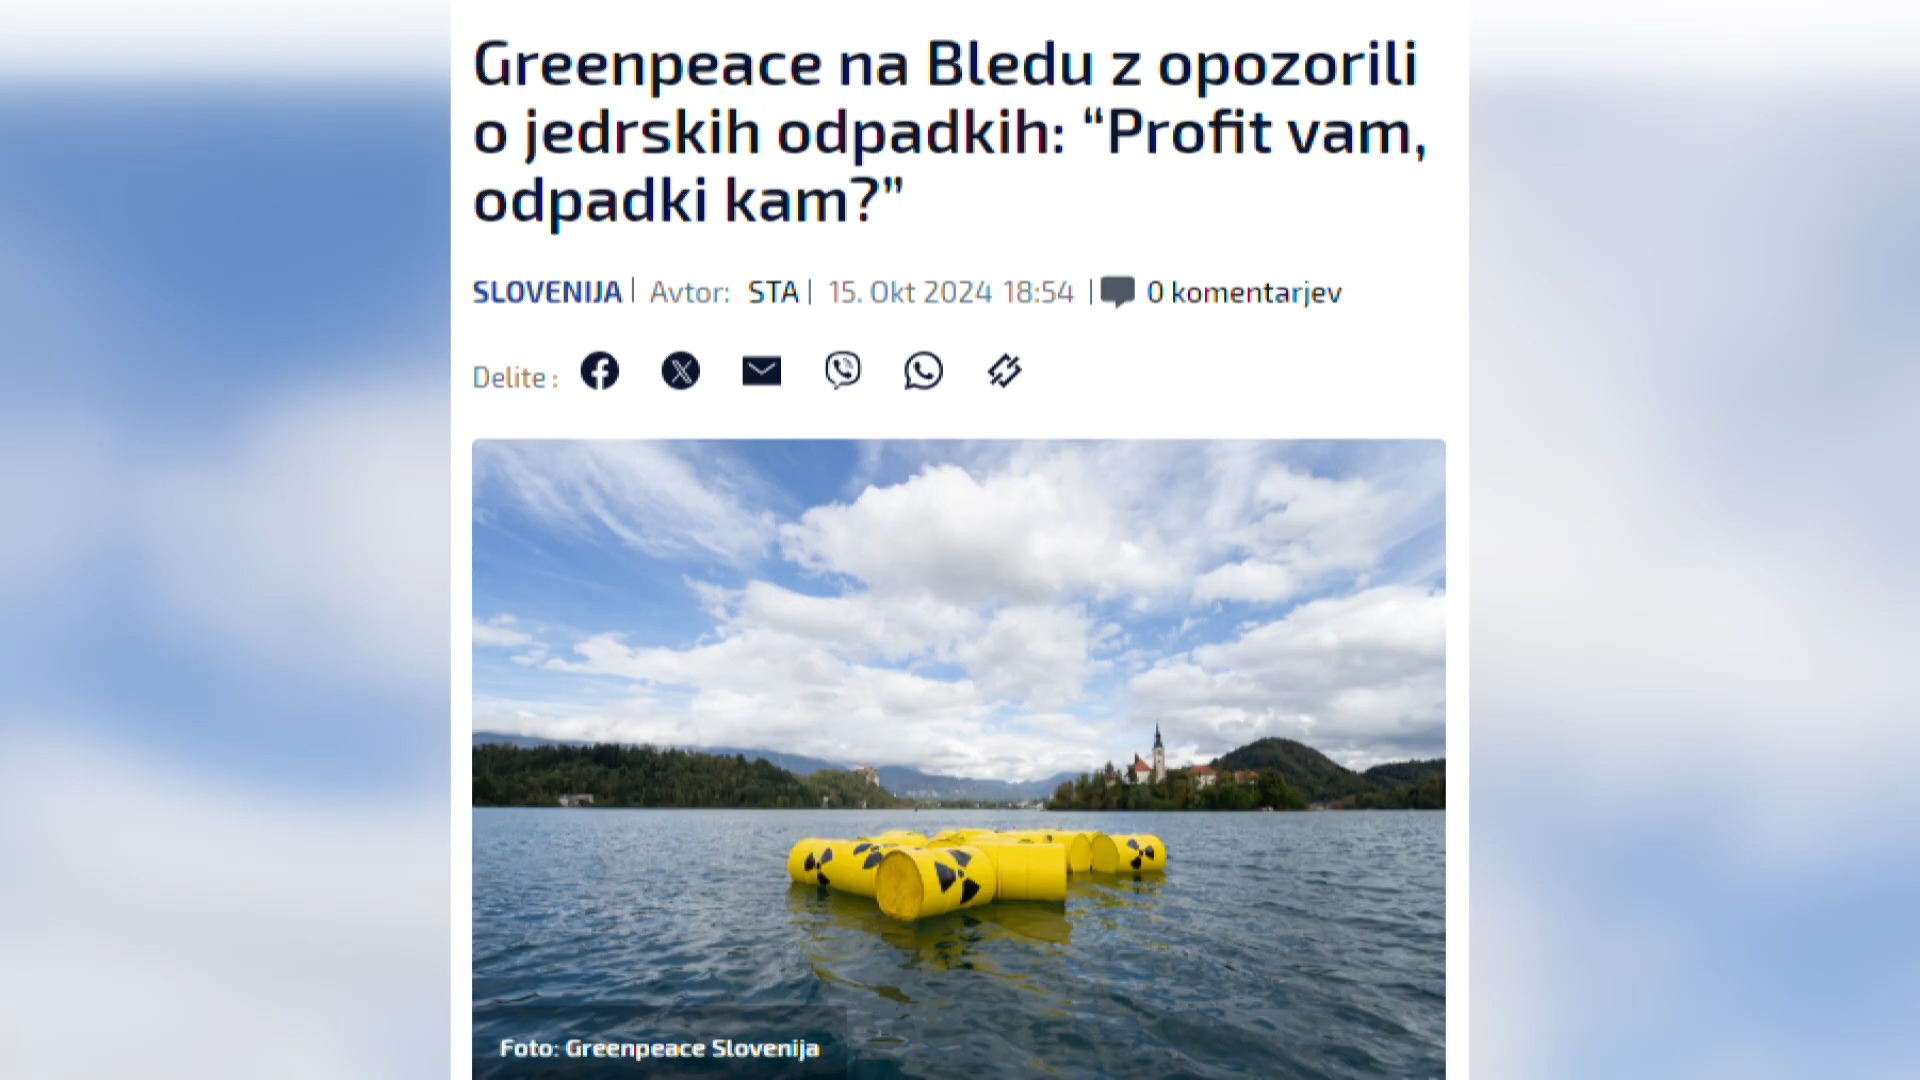 Greenpeace na Bledu z opozorili
o jedrskih odpadkih: “Profit vam,
odpadki kam?”
SLOVENIJA | Avtor: STA | 15. Okt 2024 18:54 | 0 komentarjev
Delite :
Foto: Greenpeace Slovenija